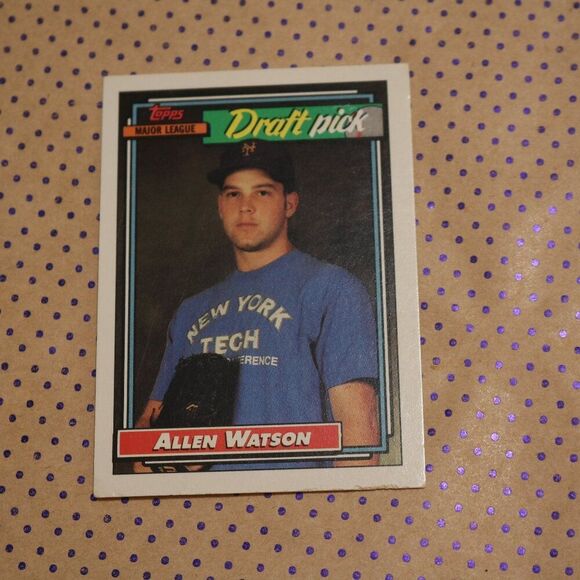 Topps
MAJOR LEAGUE
Draft pick
NY
NEW YORK
TECH
ERENCE
ALLEN WATSON